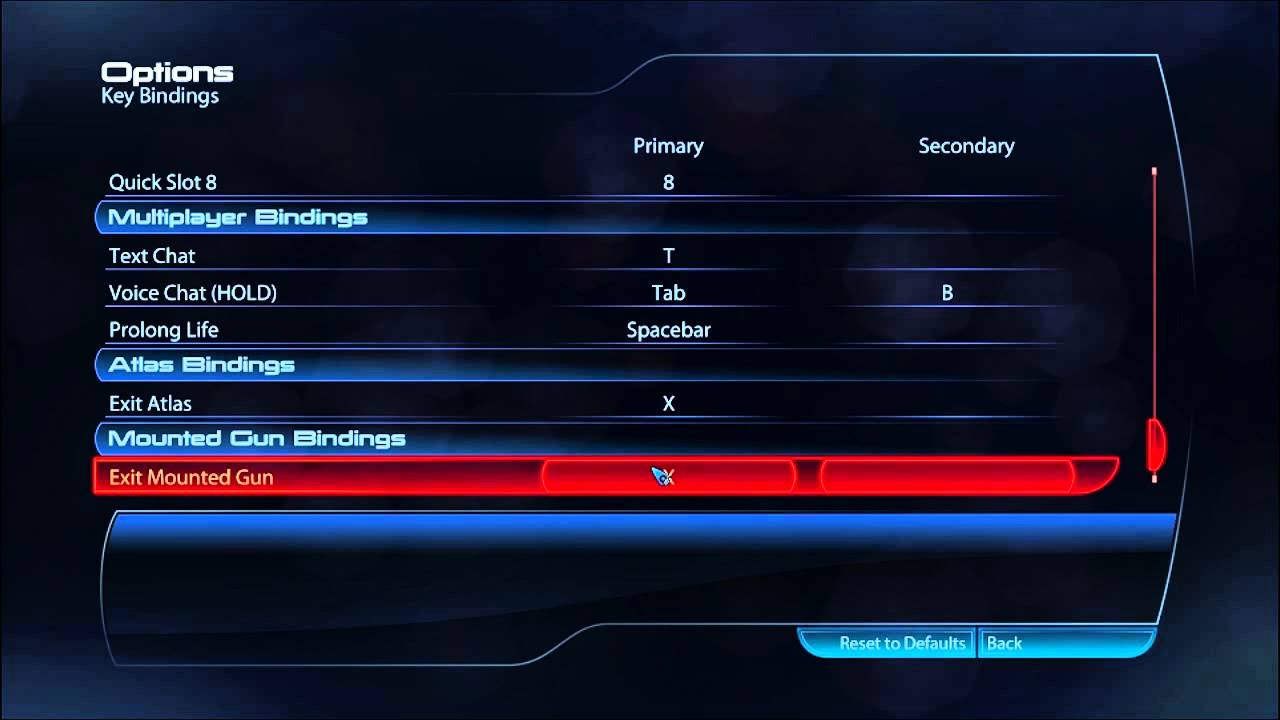 Options
Key Bindings
Primary Secondary
Quick Slot 8 8
Multiplayer Bindings
Text Chat T
Voice Chat (HOLD) Tab B
Prolong Life Spacebar
Atlas Bindings
Exit Atlas X
Mounted Gun Bindings
Exit Mounted Gun X
Reset to Defaults Back